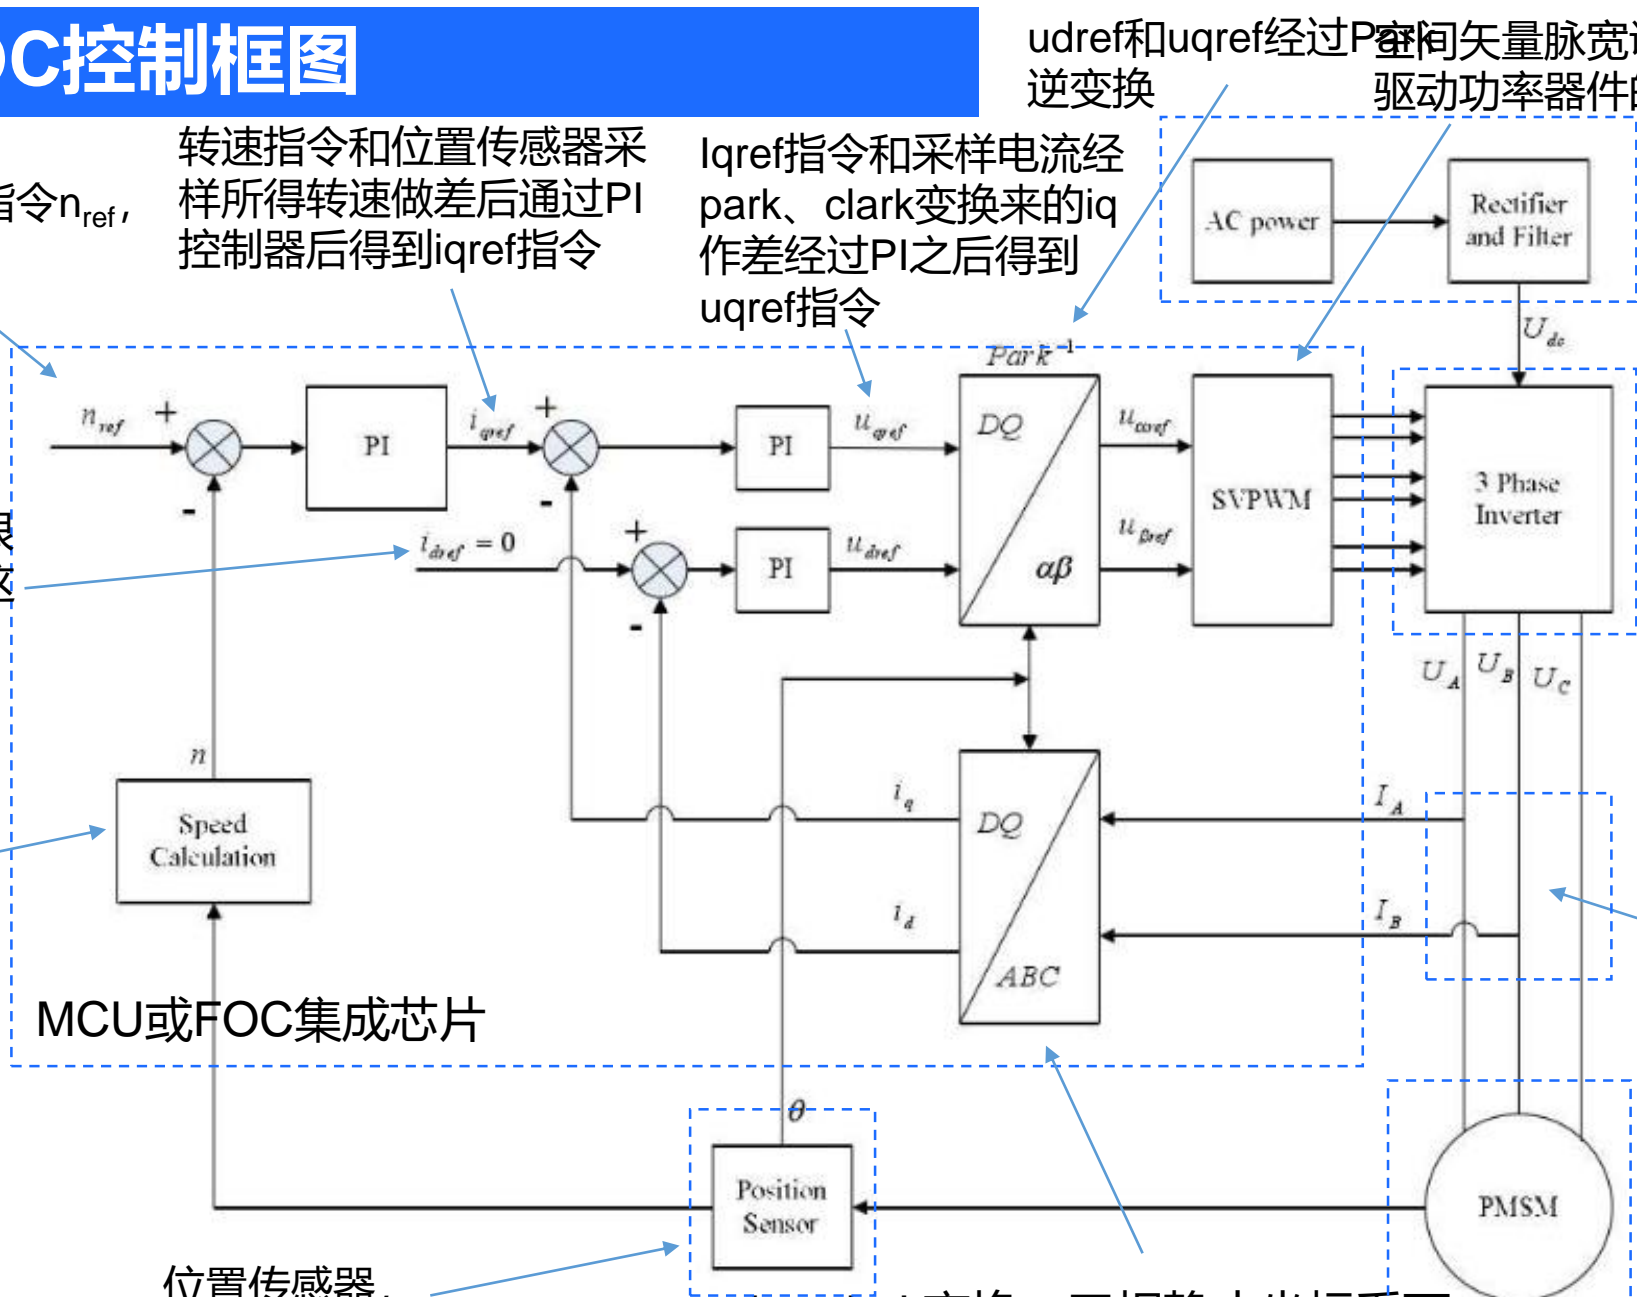 OC控制框图
udref和uqref经过Park
逆变换
空间矢量脉宽
驱动功率器件
指令nref，
转速指令和位置传感器采
样所得转速做差后通过PI
控制器后得到iqref指令
Iqref指令和采样电流经
park、clark变换来的iq
作差经过PI之后得到
uqref指令
AC power
Rectifier
and Filter
Udc
Park-1
nref
+
-
PI
iqref
+
-
PI
uqref
DQ
αβ
uαref
SVPWM
3 Phase
Inverter
idref = 0
+
-
PI
udref
uβref
UA
UB
UC
n
Speed
Calculation
iq
DQ
ABC
IA
id
IB
MCU或FOC集成芯片
θ
Position
Sensor
PMSM
位置传感器，